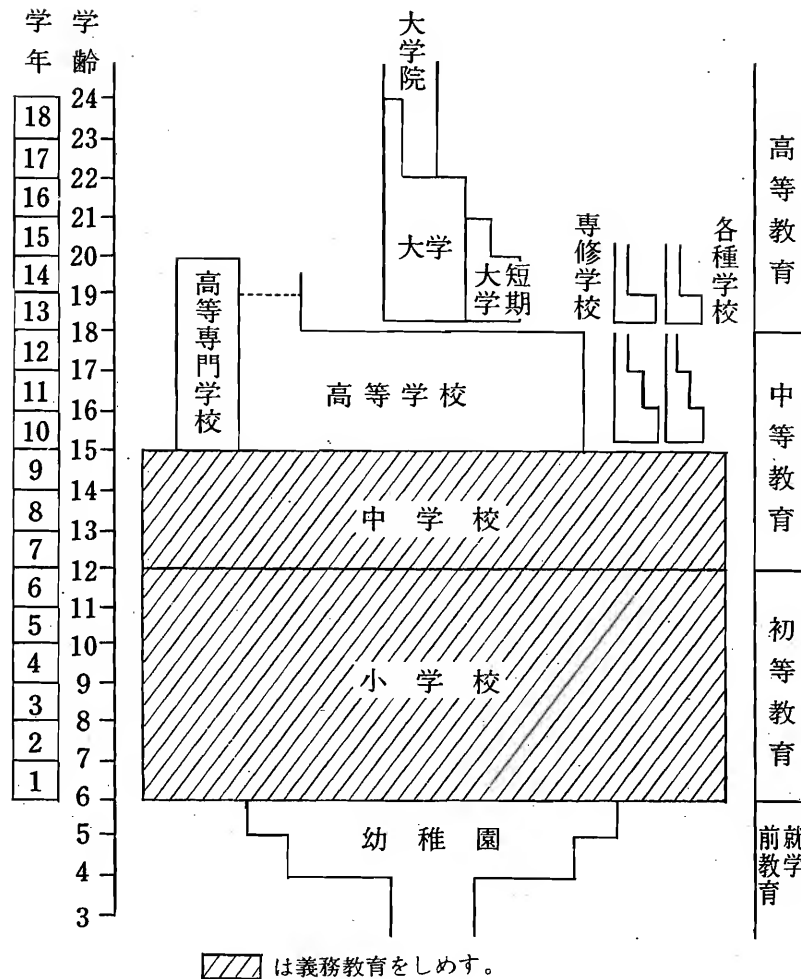 学年
学齢
18
17
16
15
14
13
12
11
10
9
8
7
6
5
4
3
2
1
24
23
22
21
20
19
18
17
16
15
14
13
12
11
10
9
8
7
6
5
4
3
大学院
大学
短期大学
専修学校
各種学校
高等専門学校
高等学校
中学校
小学校
幼稚園
高等教育
中等教育
初等教育
就学前教育
は義務教育をしめす。